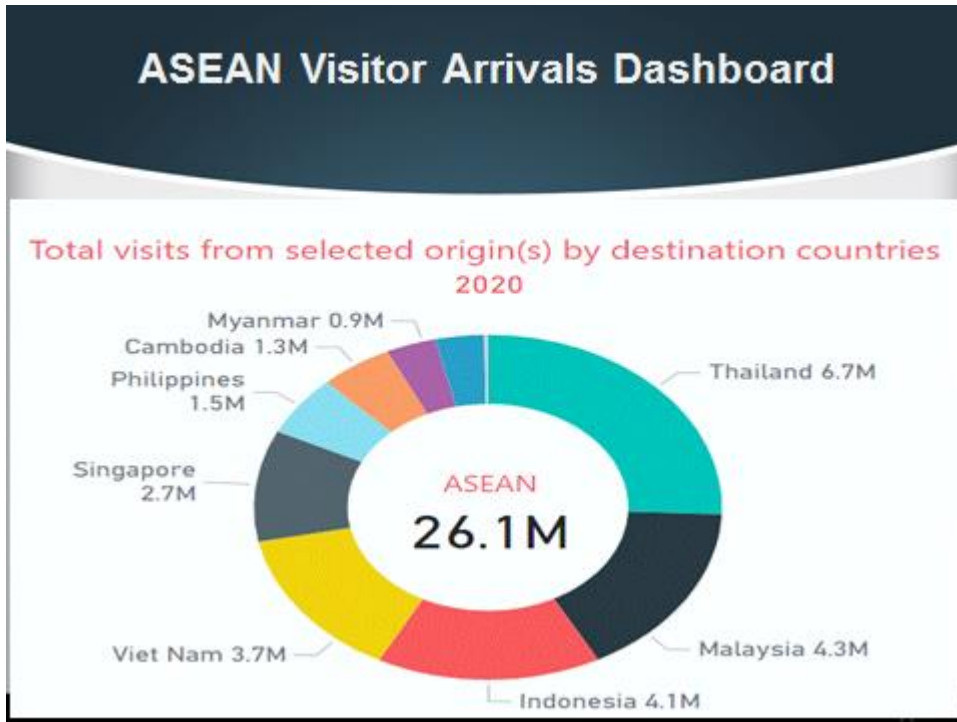 ASEAN Visitor Arrivals Dashboard
Total visits from selected origin(s) by destination countries
2020
Myanmar 0.9M
Cambodia 1.3M
Philippines
1.5M
Singapore
2.7M
Viet Nam 3.7M
Thailand 6.7M
Malaysia 4.3M
Indonesia 4.1M
ASEAN
26.1M